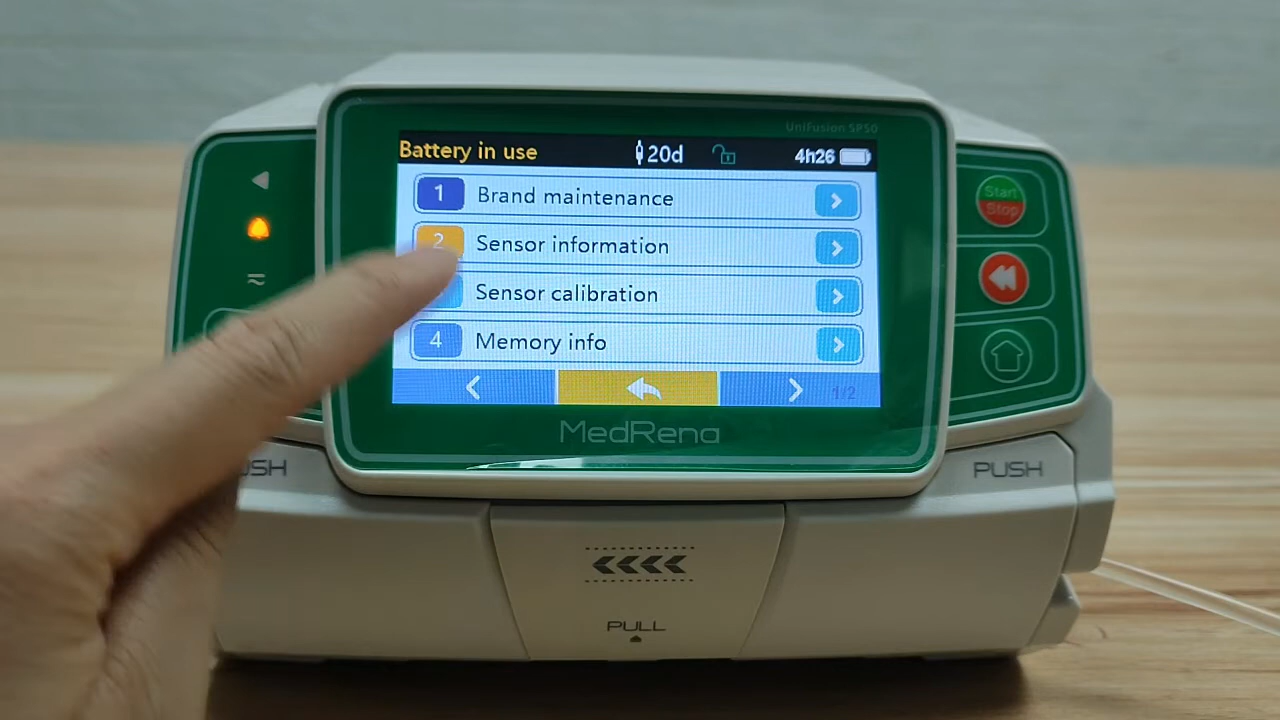 UniFusion SP50
Battery in use 20d 4h26
1 Brand maintenance
2 Sensor information
Sensor calibration
4 Memory info
1/2
MedRena
Start
Stop
PUSH
PULL